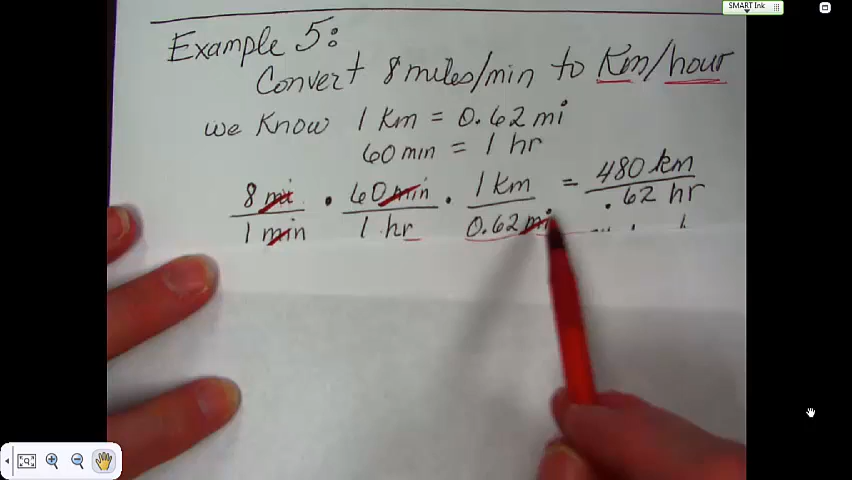 SMART Ink
Example 5:
Convert 8 miles/min to Km/hour
we Know 1 Km = 0.62 mi
60 min = 1 hr
8 mi / 1 min • 60 min / 1 hr • 1 Km / 0.62 mi = 480 km / .62 hr